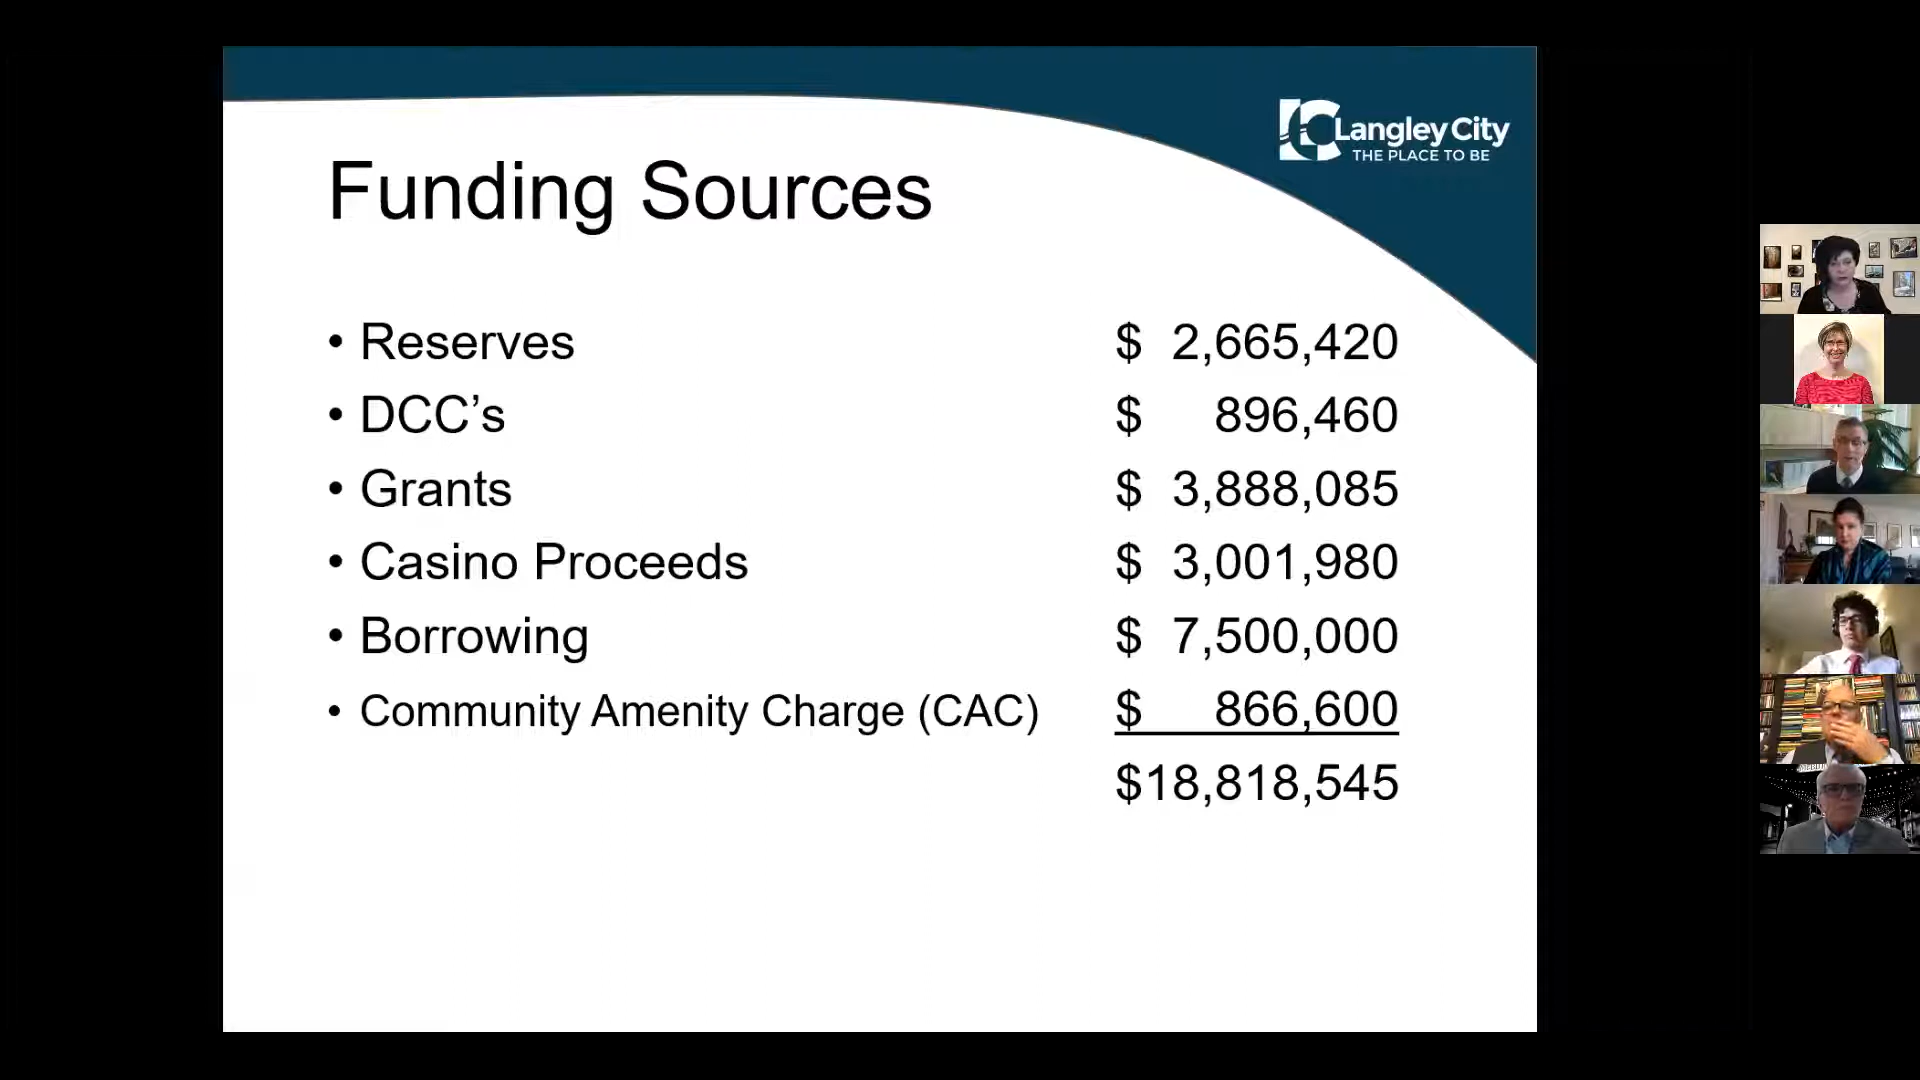 Langley City
THE PLACE TO BE
Funding Sources
• Reserves $ 2,665,420
• DCC’s $ 896,460
• Grants $ 3,888,085
• Casino Proceeds $ 3,001,980
• Borrowing $ 7,500,000
• Community Amenity Charge (CAC) $ 866,600
$18,818,545